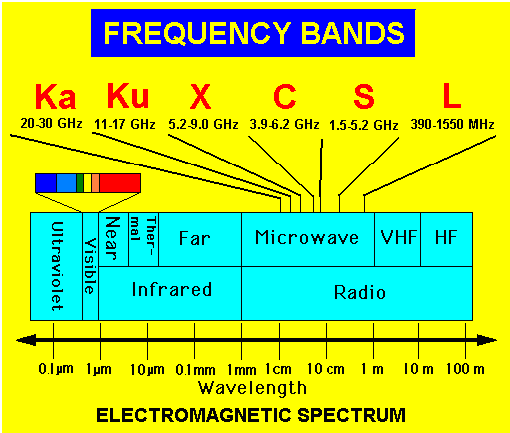 FREQUENCY BANDS
Ka Ku X C S L
20-30 GHz 11-17 GHz 5.2-9.0 GHz 3.9-6.2 GHz 1.5-5.2 GHz 390-1550 MHz
Ultraviolet Visible Near Ther-mal Far Microwave VHF HF
Infrared Radio
0.1µm 1µm 10µm 0.1mm 1mm 1cm 10 cm 1 m 10 m 100 m
Wavelength
ELECTROMAGNETIC SPECTRUM